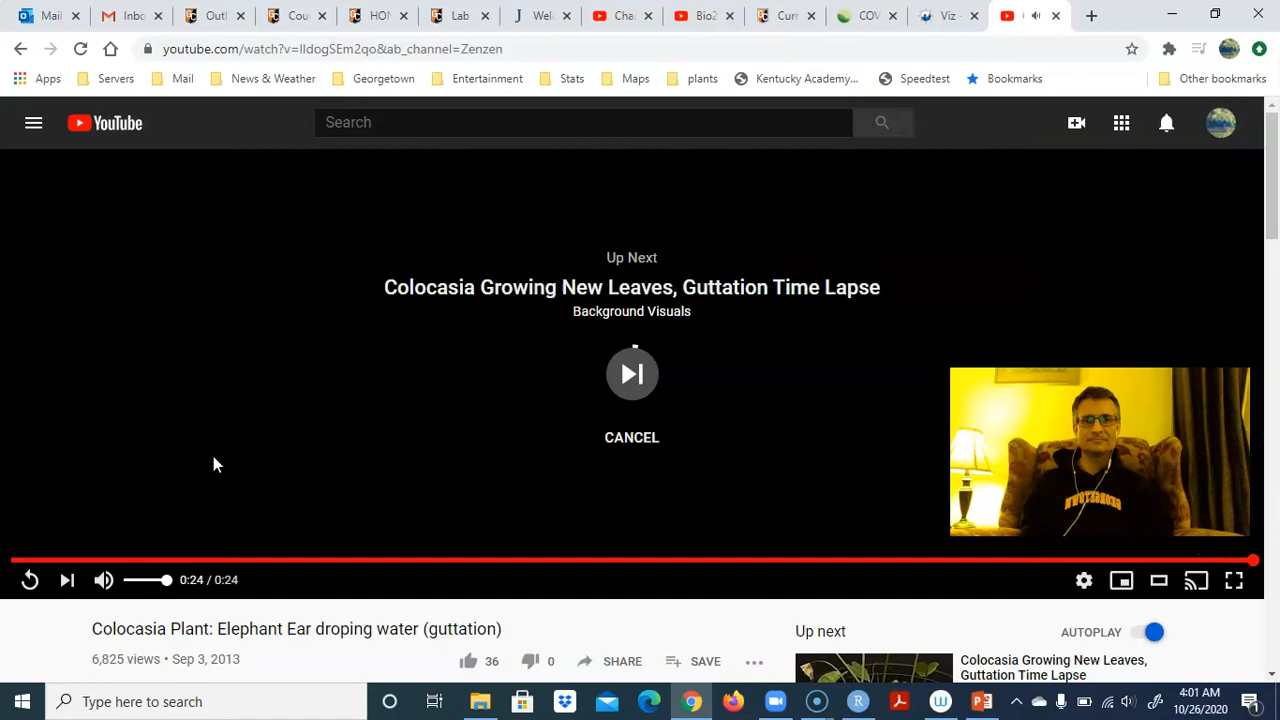 Mail
Inbo
Outl
Cou
HON
Lab
J Wel
Cha
Bio2
Curr
COV
Viz -
youtube.com/watch?v=lldogSEm2qo&ab_channel=Zenzen
Apps
Servers
Mail
News & Weather
Georgetown
Entertainment
Stats
Maps
plants
Kentucky Academy...
Speedtest
Bookmarks
Other bookmarks
YouTube
Search
Up Next
Colocasia Growing New Leaves, Guttation Time Lapse
Background Visuals
CANCEL
GEORGETOWN
0:24 / 0:24
Colocasia Plant: Elephant Ear droping water (guttation)
6,825 views • Sep 3, 2013
36
0
SHARE
SAVE
Up next
AUTOPLAY
Colocasia Growing New Leaves,
Guttation Time Lapse
Type here to search
4:01 AM
10/26/2020
1